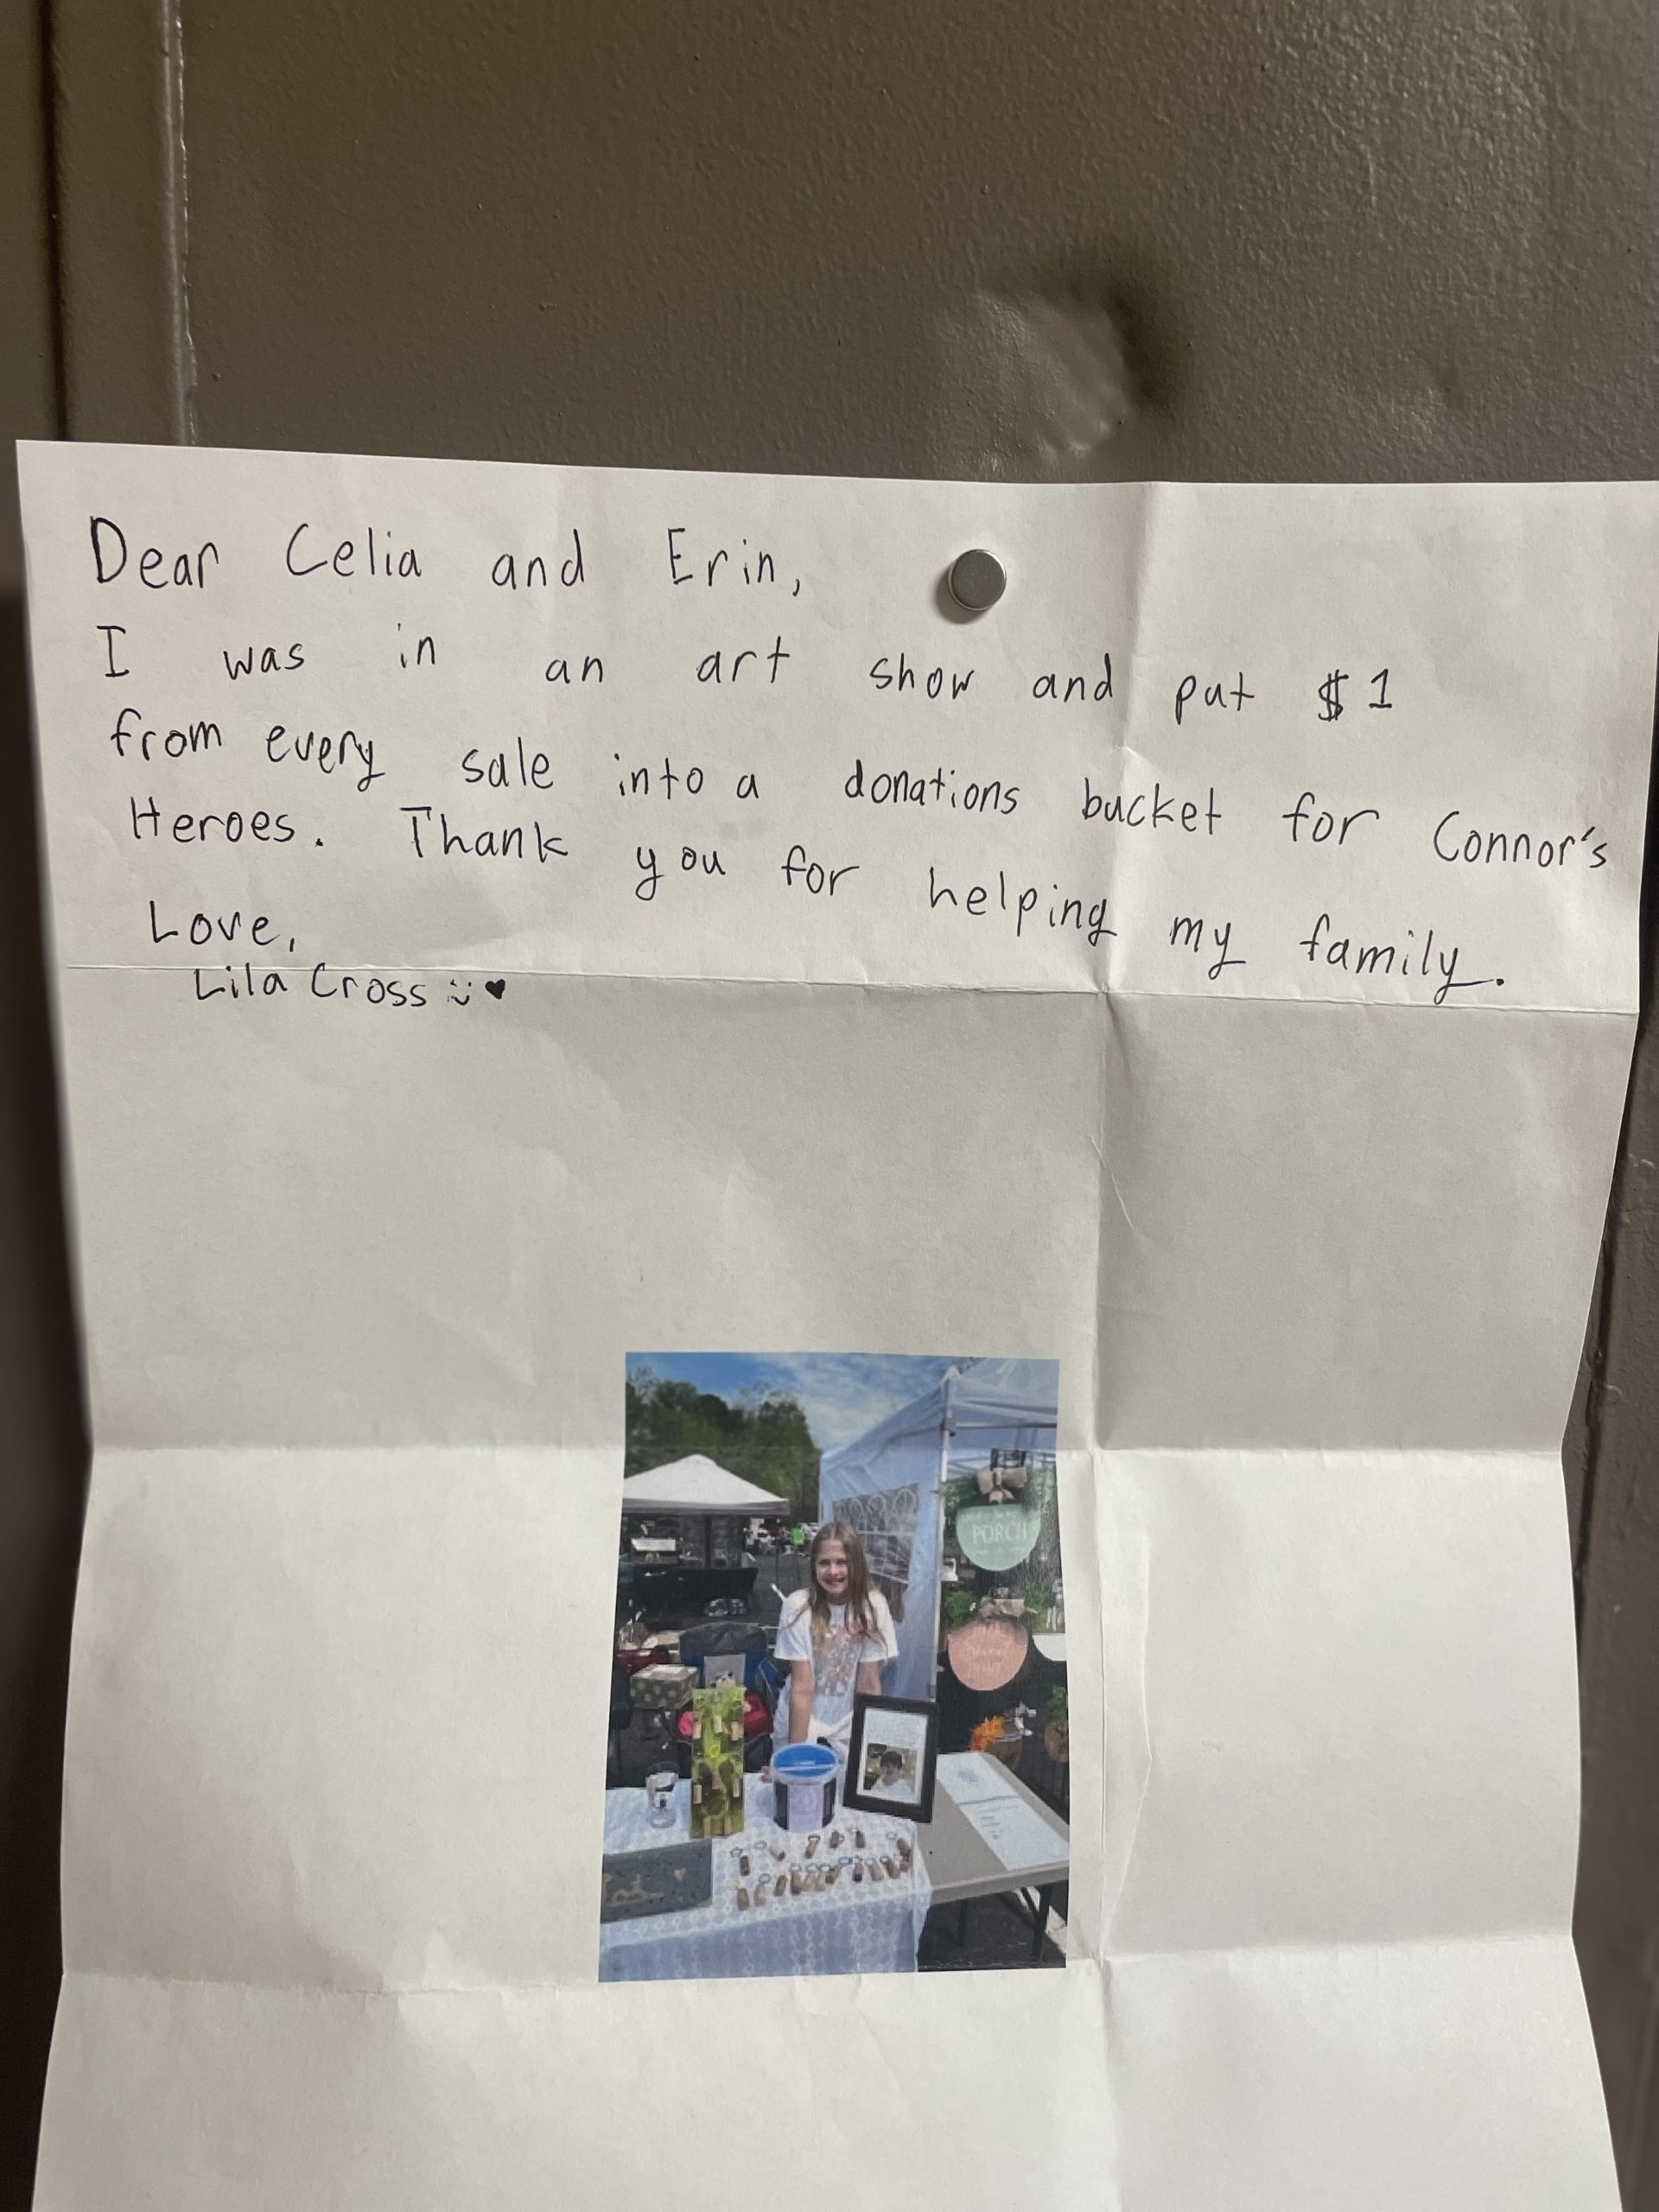 Dear Celia and Erin,
I was in an art show and put $1
from every sale into a donations bucket for Connor's
Heroes. Thank you for helping my family.
Love,
Lila Cross
PORCH